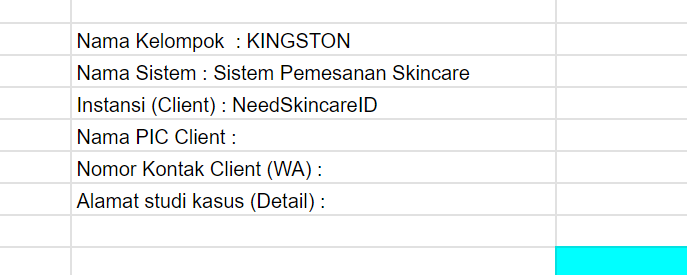 Nama Kelompok  : KINGSTON
Nama Sistem : Sistem Pemesanan Skincare
Instansi (Client) : NeedSkincareID
Nama PIC Client :
Nomor Kontak Client (WA) :
Alamat studi kasus (Detail) :